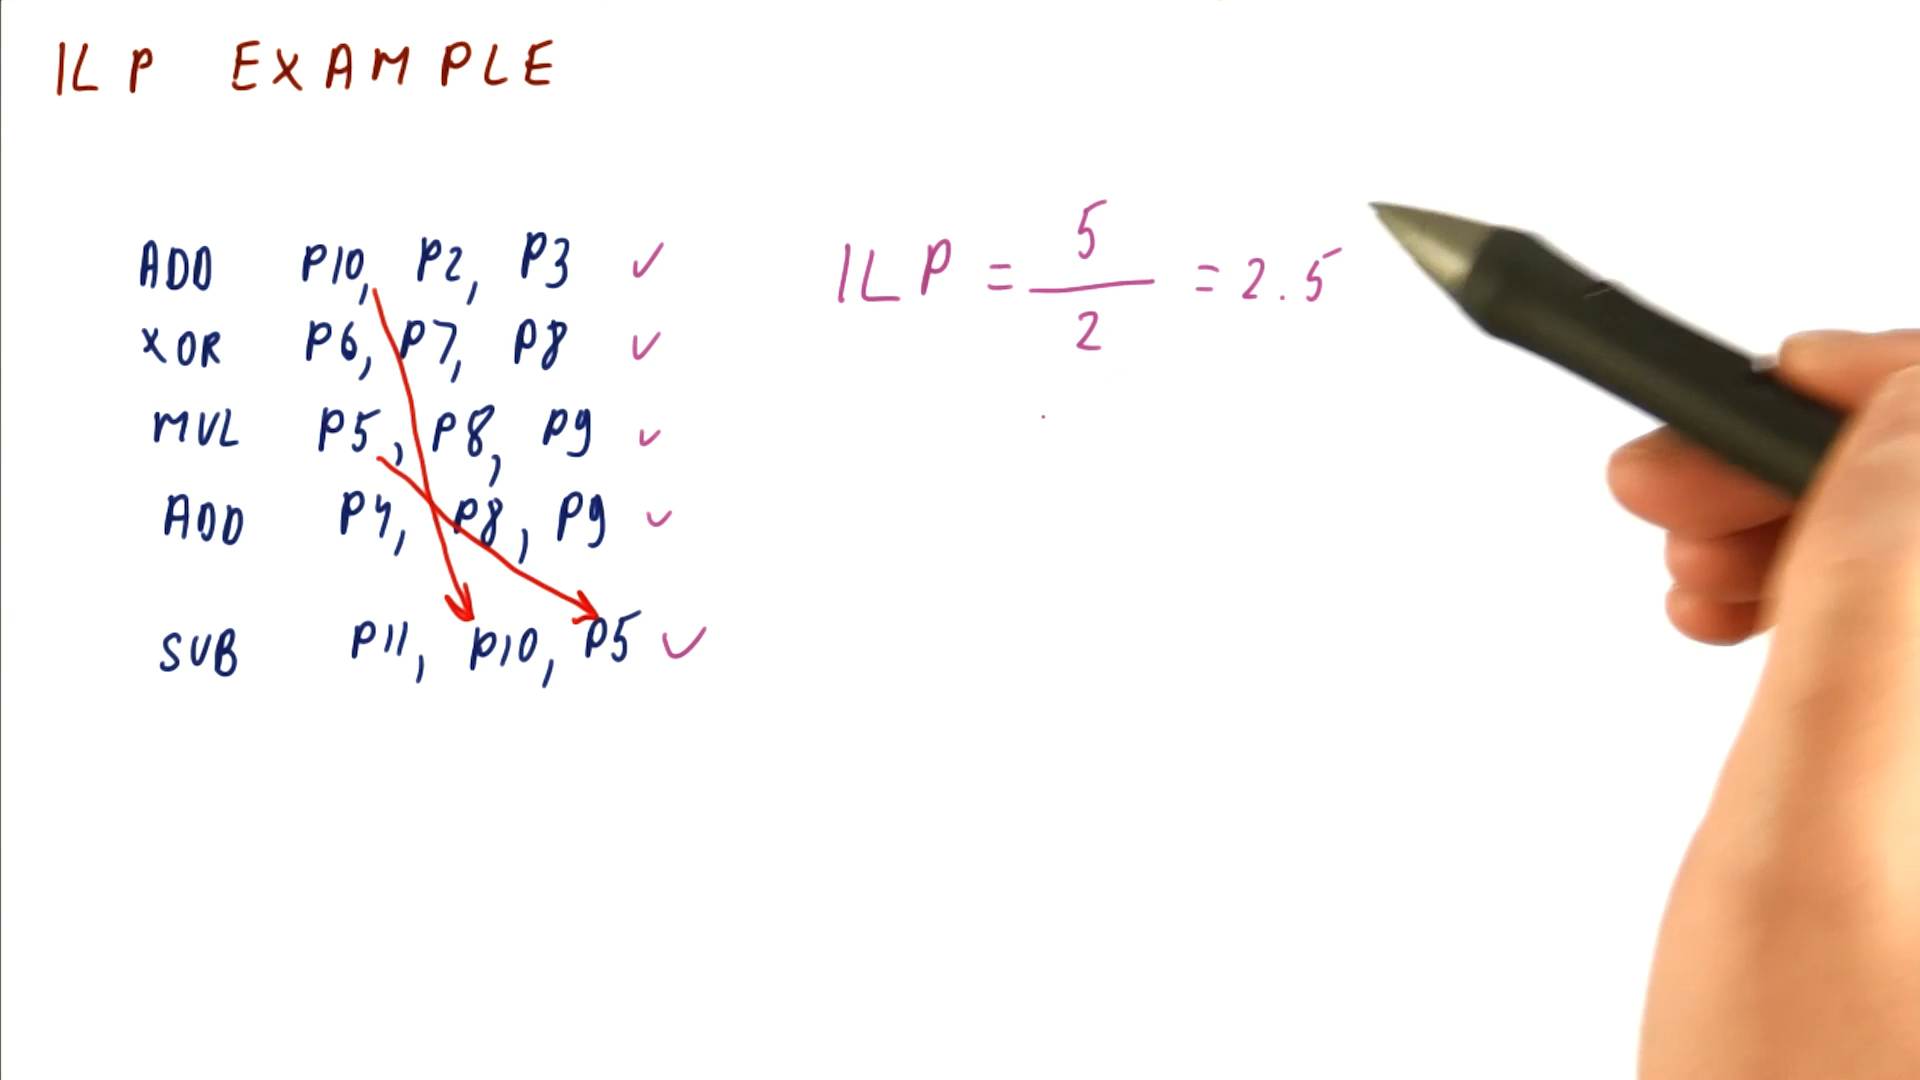 ILP EXAMPLE
ADD P10, P2, P3 ✓
XOR P6, P7, P8 ✓
MUL P5, P8, P9 ✓
ADD P4, P8, P9 ✓
SUB P11, P10, P5 ✓
ILP = 5/2 = 2.5